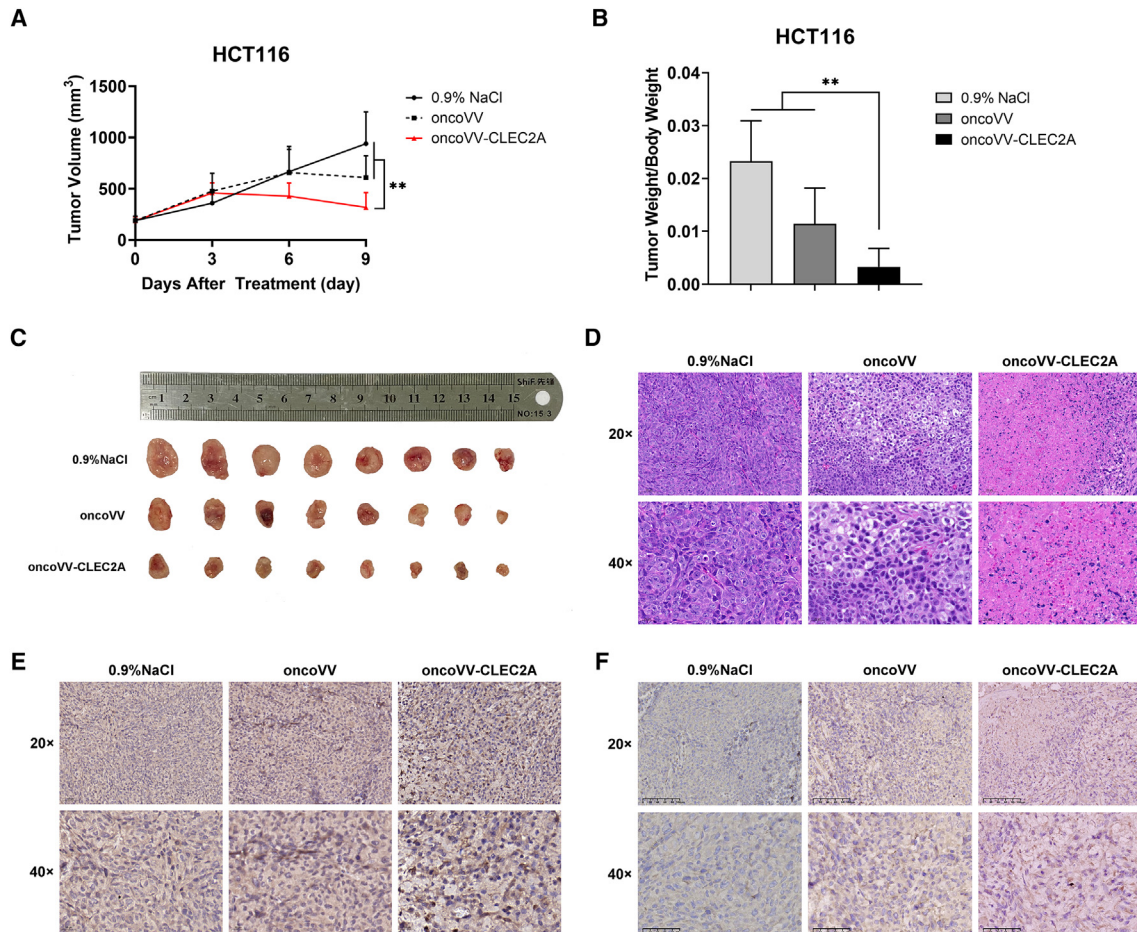 A
HCT116
Tumor Volume (mm³)
1500
1000
500
0
0 3 6 9
Days After Treatment (day)
0.9% NaCl
oncoVV
oncoVV-CLEC2A
**
B
HCT116
Tumor Weight/Body Weight
0.04
0.03
0.02
0.01
0.00
**
0.9% NaCl
oncoVV
oncoVV-CLEC2A
C
ShiF.先锋
1 2 3 4 5 6 7 8 9 10 11 12 13 14 15
NO:15-3
0.9%NaCl
oncoVV
oncoVV-CLEC2A
D
0.9%NaCl oncoVV oncoVV-CLEC2A
20×
40×
E
0.9%NaCl oncoVV oncoVV-CLEC2A
20×
40×
F
0.9%NaCl oncoVV oncoVV-CLEC2A
20×
40×